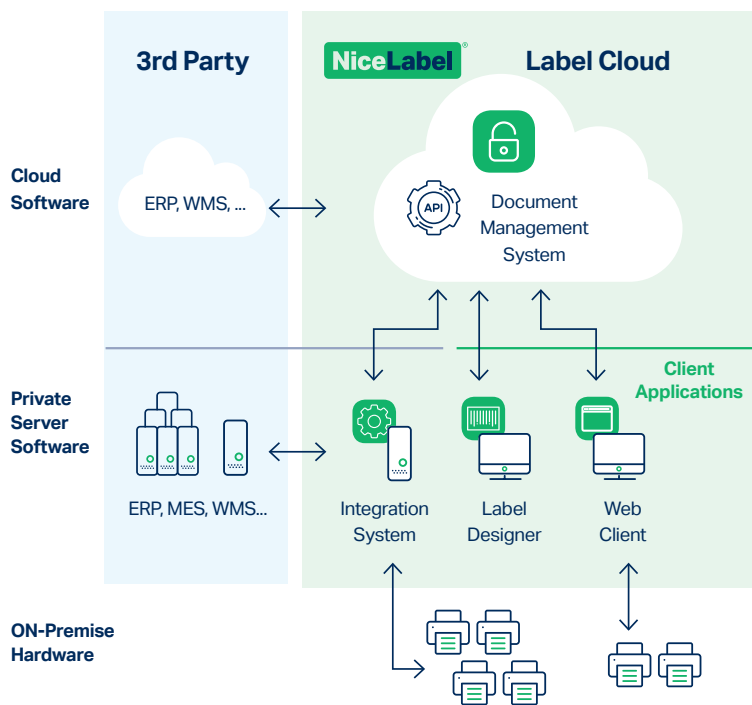 3rd Party
NiceLabel®
Label Cloud
Cloud
Software
ERP, WMS, ...
API
Document
Management
System
Client
Applications
Private
Server
Software
ERP, MES, WMS...
Integration
System
Label
Designer
Web
Client
ON-Premise
Hardware